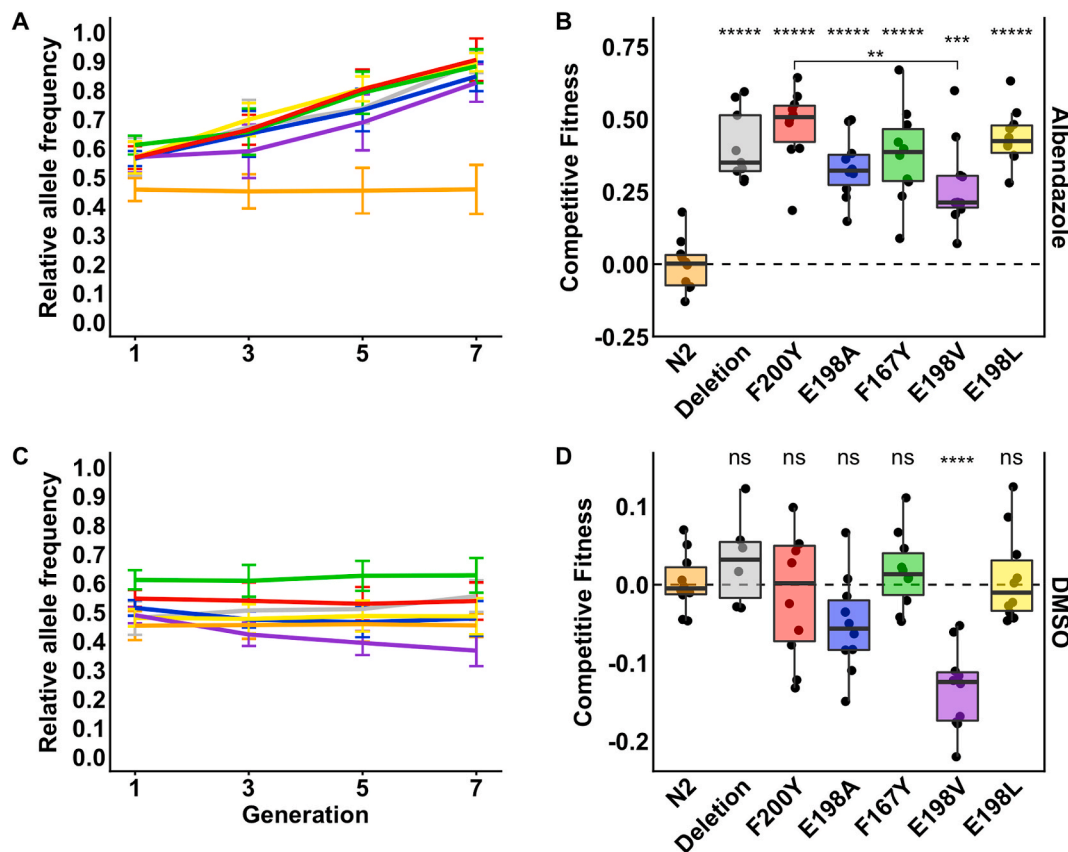 A
Relative allele frequency
1.0
0.9
0.8
0.7
0.6
0.5
0.4
0.3
0.2
0.1
0.0
1 3 5 7
B
Competitive Fitness
0.75
0.50
0.25
0.00
-0.25
***** ***** ***** ***** *** *****
**
N2 Deletion F200Y E198A F167Y E198V E198L
Albendazole
C
Relative allele frequency
1.0
0.9
0.8
0.7
0.6
0.5
0.4
0.3
0.2
0.1
0.0
1 3 5 7
Generation
D
Competitive Fitness
0.1
0.0
-0.1
-0.2
ns ns ns ns **** ns
N2 Deletion F200Y E198A F167Y E198V E198L
DMSO